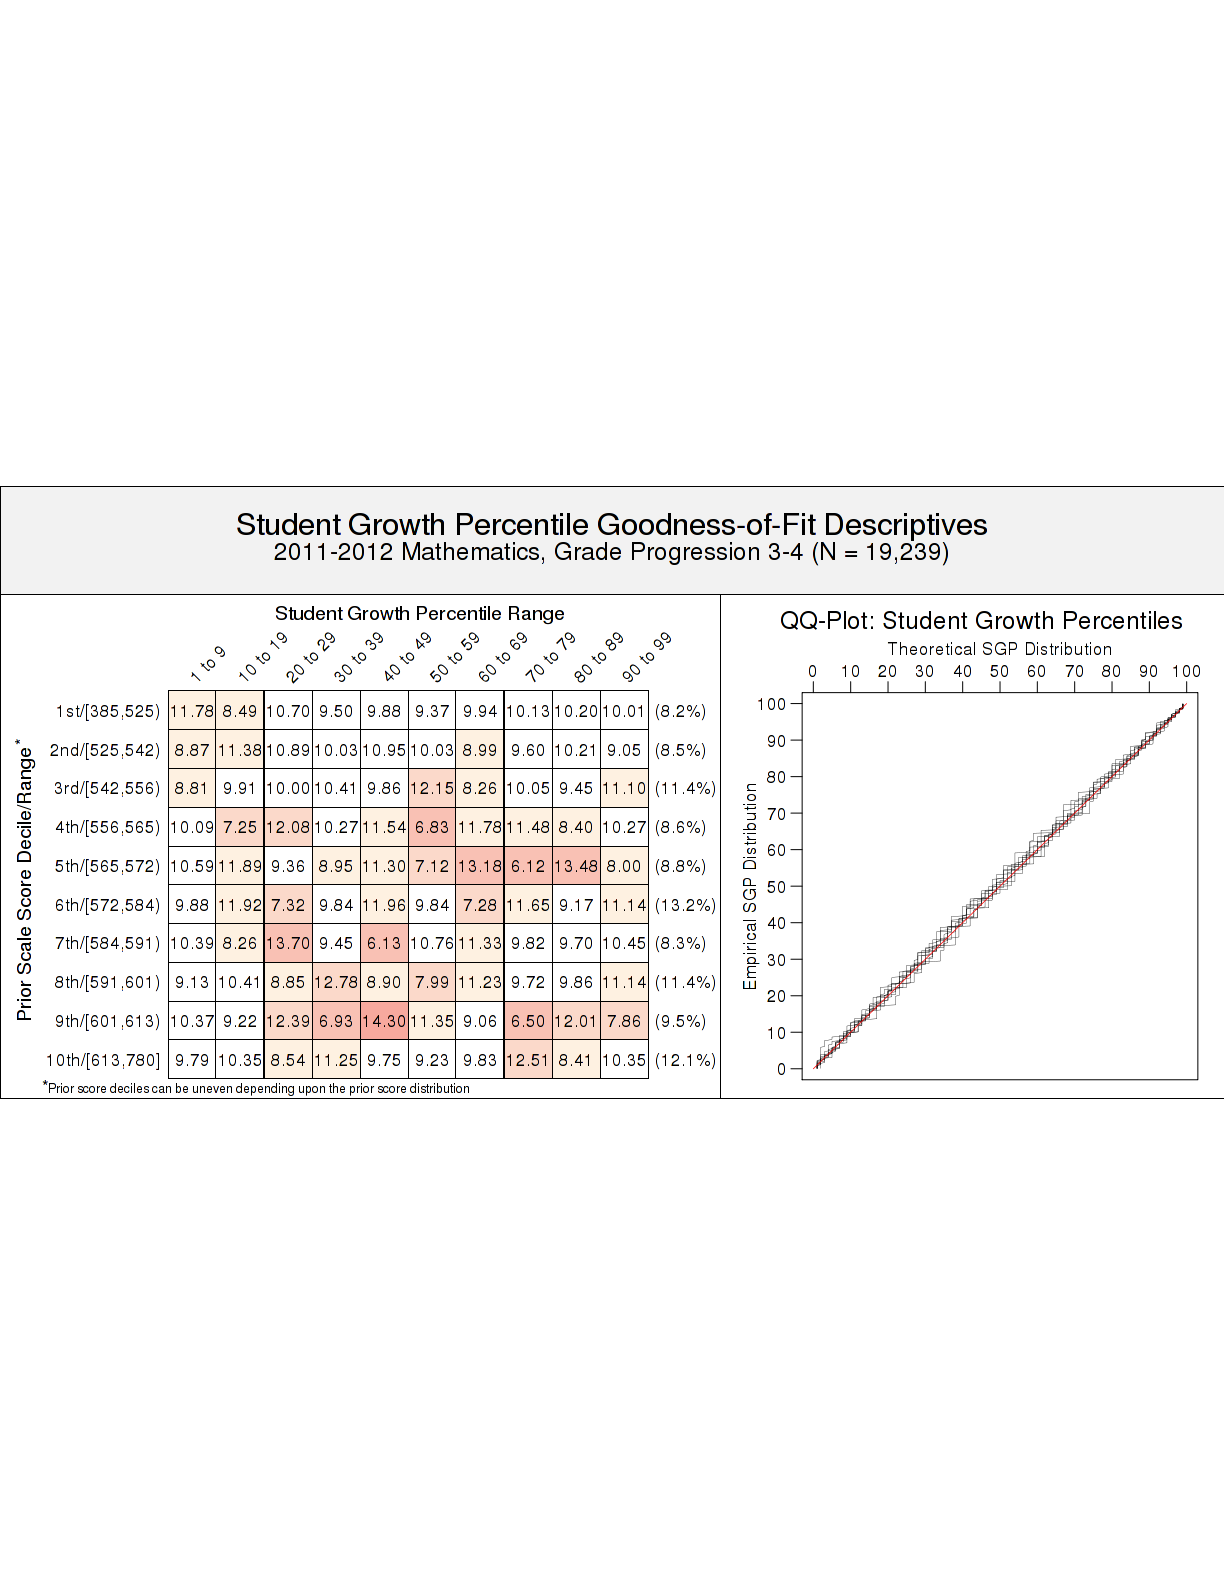 Student Growth Percentile Goodness-of-Fit Descriptives
2011-2012 Mathematics, Grade Progression 3-4 (N = 19,239)
Student Growth Percentile Range
1 to 9 10 to 19 20 to 29 30 to 39 40 to 49 50 to 59 60 to 69 70 to 79 80 to 89 90 to 99
Prior Scale Score Decile/Range*
1st/[385,525) 11.78 8.49 10.70 9.50 9.88 9.37 9.94 10.13 10.20 10.01 (8.2%)
2nd/[525,542) 8.87 11.38 10.89 10.03 10.95 10.03 8.99 9.60 10.21 9.05 (8.5%)
3rd/[542,556) 8.81 9.91 10.00 10.41 9.86 12.15 8.26 10.05 9.45 11.10 (11.4%)
4th/[556,565) 10.09 7.25 12.08 10.27 11.54 6.83 11.78 11.48 8.40 10.27 (8.6%)
5th/[565,572) 10.59 11.89 9.36 8.95 11.30 7.12 13.18 6.12 13.48 8.00 (8.8%)
6th/[572,584) 9.88 11.92 7.32 9.84 11.96 9.84 7.28 11.65 9.17 11.14 (13.2%)
7th/[584,591) 10.39 8.26 13.70 9.45 6.13 10.76 11.33 9.82 9.70 10.45 (8.3%)
8th/[591,601) 9.13 10.41 8.85 12.78 8.90 7.99 11.23 9.72 9.86 11.14 (11.4%)
9th/[601,613) 10.37 9.22 12.39 6.93 14.30 11.35 9.06 6.50 12.01 7.86 (9.5%)
10th/[613,780] 9.79 10.35 8.54 11.25 9.75 9.23 9.83 12.51 8.41 10.35 (12.1%)
*Prior score deciles can be uneven depending upon the prior score distribution
QQ-Plot: Student Growth Percentiles
Theoretical SGP Distribution
0 10 20 30 40 50 60 70 80 90 100
Empirical SGP Distribution
100
90
80
70
60
50
40
30
20
10
0